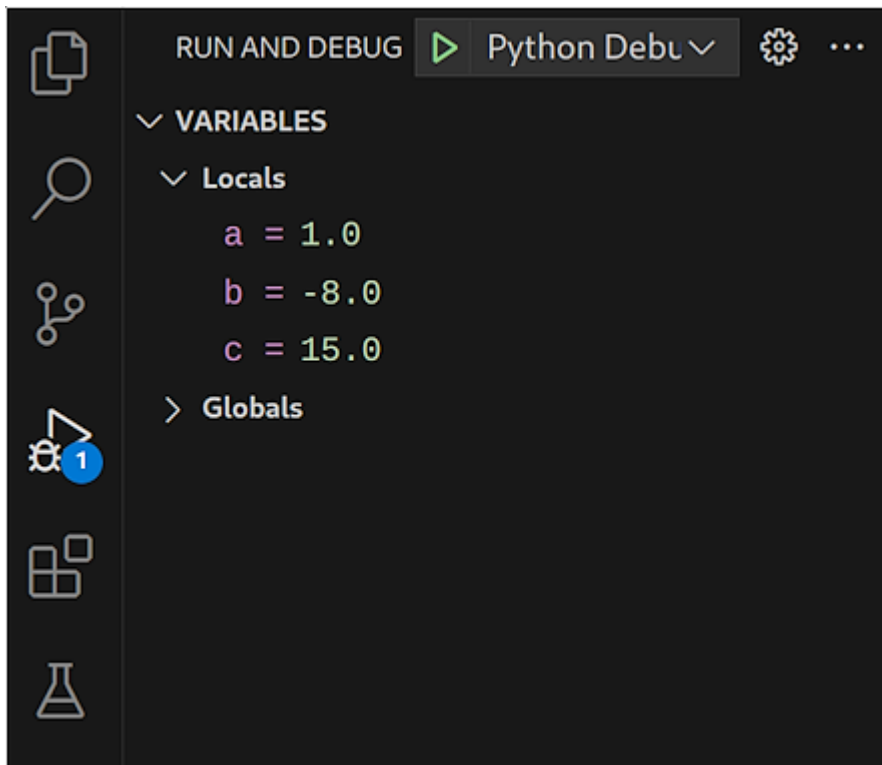 RUN AND DEBUG Python Debu
VARIABLES
Locals
a = 1.0
b = -8.0
c = 15.0
Globals
1